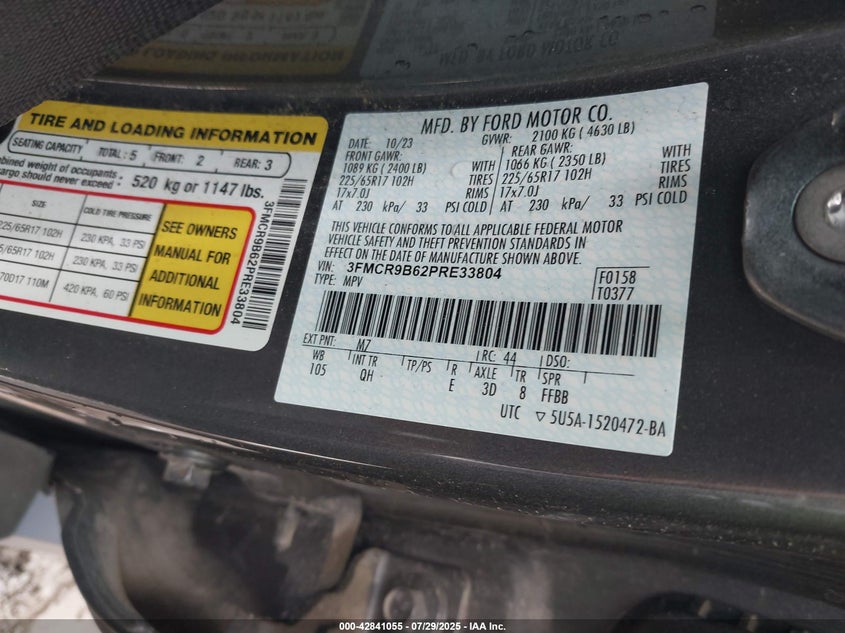 TIRE AND LOADING INFORMATION
SEATING CAPACITY TOTAL: 5 FRONT: 2 REAR: 3
combined weight of occupants
cargo should never exceed: 520 kg or 1147 lbs.
SIZE COLD TIRE PRESSURE
225/65R17 102H 230 KPA, 33 PSI
5/65R17 102H 230 KPA, 33 PSI
70D17 110M 420 KPA, 60 PSI
SEE OWNERS
MANUAL FOR
ADDITIONAL
INFORMATION
3FMCR9B62PRE33804
MFD. BY FORD MOTOR CO.
DATE: 10/23 GVWR: 2100 KG ( 4630 LB)
FRONT GAWR: REAR GAWR:
1089 KG ( 2400 LB) WITH 1066 KG ( 2350 LB) WITH
225/65R17 102H TIRES 225/65R17 102H TIRES
17x7.0J RIMS 17x7.0J RIMS
AT 230 kPa/ 33 PSI COLD AT 230 kPa/ 33 PSI COLD
THIS VEHICLE CONFORMS TO ALL APPLICABLE FEDERAL MOTOR
VEHICLE SAFETY AND THEFT PREVENTION STANDARDS IN
EFFECT ON THE DATE OF MANUFACTURE SHOWN ABOVE.
VIN: 3FMCR9B62PRE33804 F0158
TYPE: MPV T0377
EXT PNT: M7 RC: 44 DSO:
WB INT TR TP/PS R AXLE TR SPR
105 QH E 3D 8 FFBB
UTC ▽ 5U5A-1520472-BA
000-42841055 / 07/29/2025 - IAA Inc.